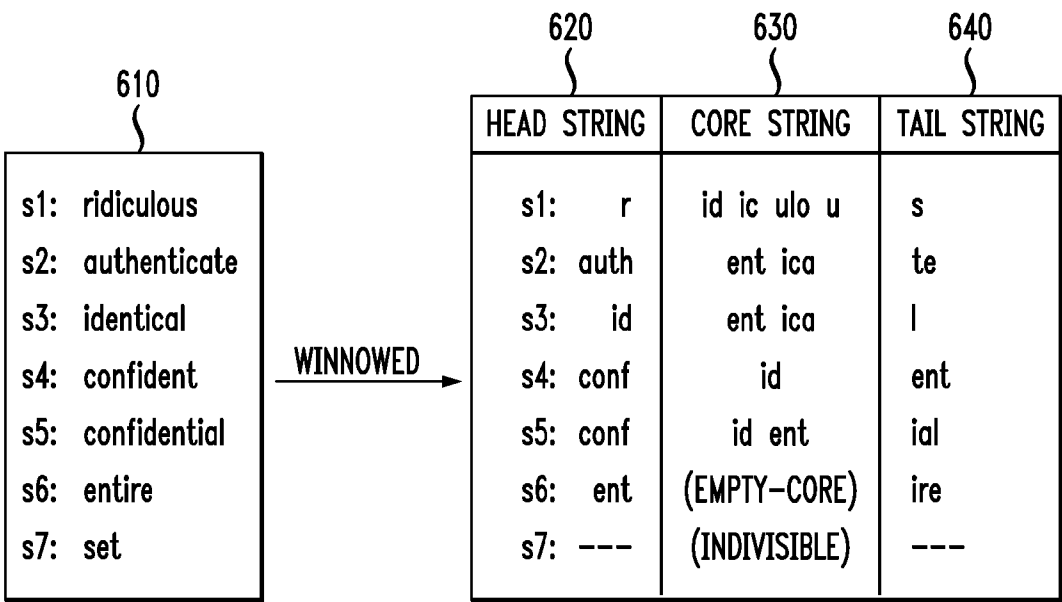 610
s1: ridiculous
s2: authenticate
s3: identical
s4: confident
s5: confidential
s6: entire
s7: set
WINNOWED
620 630 640
HEAD STRING CORE STRING TAIL STRING
s1: r id ic ulo u s
s2: auth ent ica te
s3: id ent ica l
s4: conf id ent
s5: conf id ent ial
s6: ent (EMPTY-CORE) ire
s7: --- (INDIVISIBLE) ---